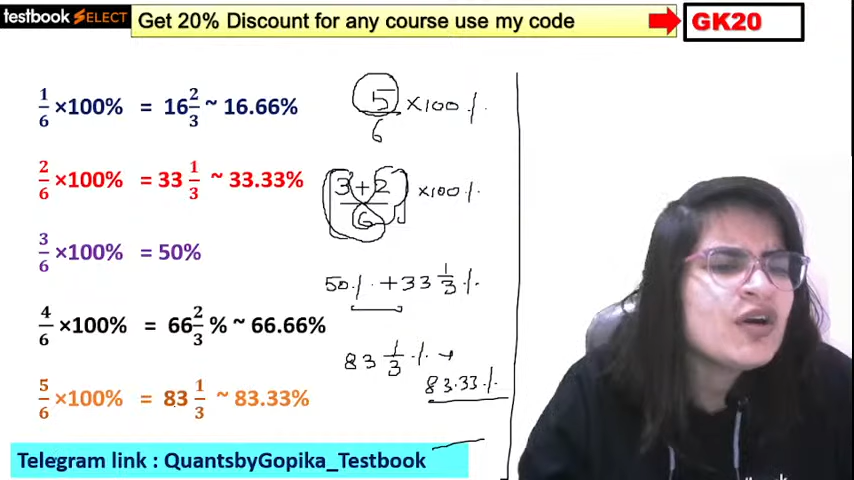 testbook SELECT
Get 20% Discount for any course use my code
GK20
1/6 ×100% = 16 2/3 ~ 16.66%
2/6 ×100% = 33 1/3 ~ 33.33%
3/6 ×100% = 50%
4/6 ×100% = 66 2/3 % ~ 66.66%
5/6 ×100% = 83 1/3 ~ 83.33%
5/6 ×100%.
3+2/6 ×100%.
50% + 33 1/3 %.
83 1/3 % →
83.33%.
Telegram link : QuantsbyGopika_Testbook